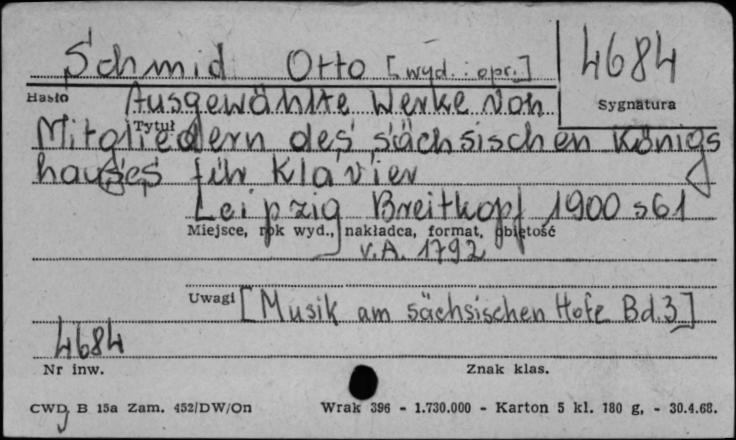 Schmid Otto [wyd. i opr.]
4684
Hasło
Sygnatura
Ausgewählte Werke von
Tytuł
Mitgliedern des sächsischen Königs
hauses für Klavier
Leipzig Breitkopf 1900 s 61
Miejsce, rok wyd., nakładca, format, objętość
V.A. 1792
Uwagi [Musik am sächsischen Hofe Bd. 3]
4684
Nr inw.
Znak klas.
CWD B 15a Zam. 452/DW/On
Wrak 396 - 1.730.000 - Karton 5 kl. 180 g, - 30.4.68.